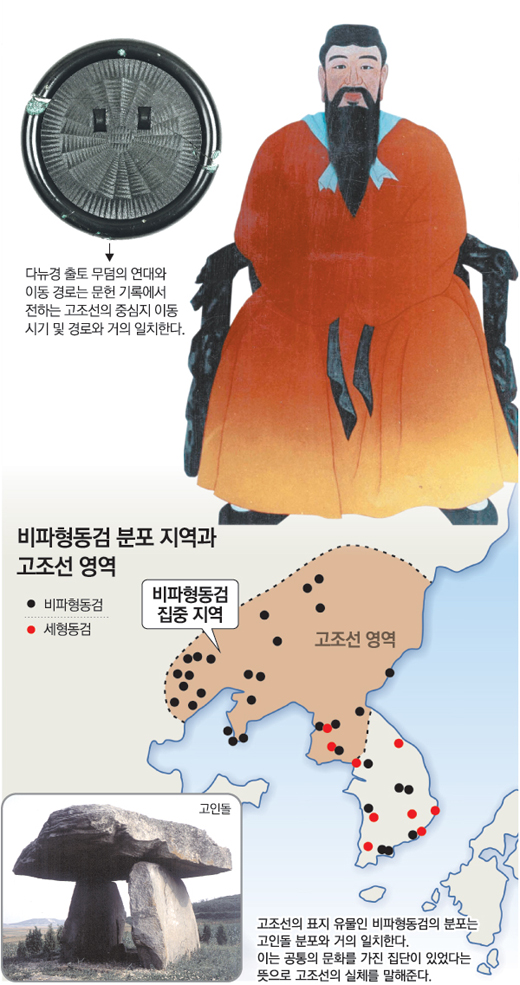 다뉴경 출토 무덤의 연대와
이동 경로는 문헌 기록에서
전하는 고조선의 중심지 이동
시기 및 경로와 거의 일치한다.
비파형동검 분포 지역과
고조선 영역
비파형동검
세형동검
비파형동검
집중 지역
고조선 영역
고인돌
고조선의 표지 유물인 비파형동검의 분포는
고인돌 분포와 거의 일치한다.
이는 공통의 문화를 가진 집단이 있었다는
뜻으로 고조선의 실체를 말해준다.